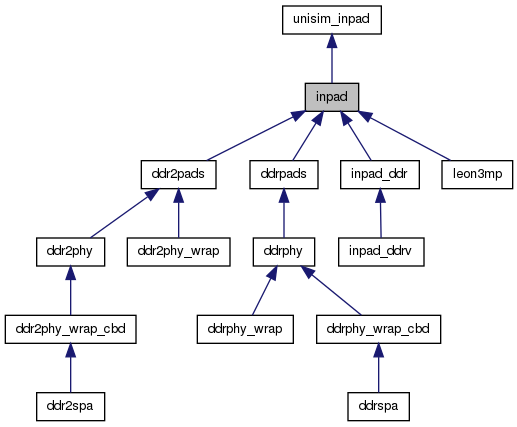 unisim_inpad
inpad
ddr2pads
ddrpads
inpad_ddr
leon3mp
ddr2phy
ddr2phy_wrap
ddrphy
inpad_ddrv
ddr2phy_wrap_cbd
ddrphy_wrap
ddrphy_wrap_cbd
ddr2spa
ddrspa